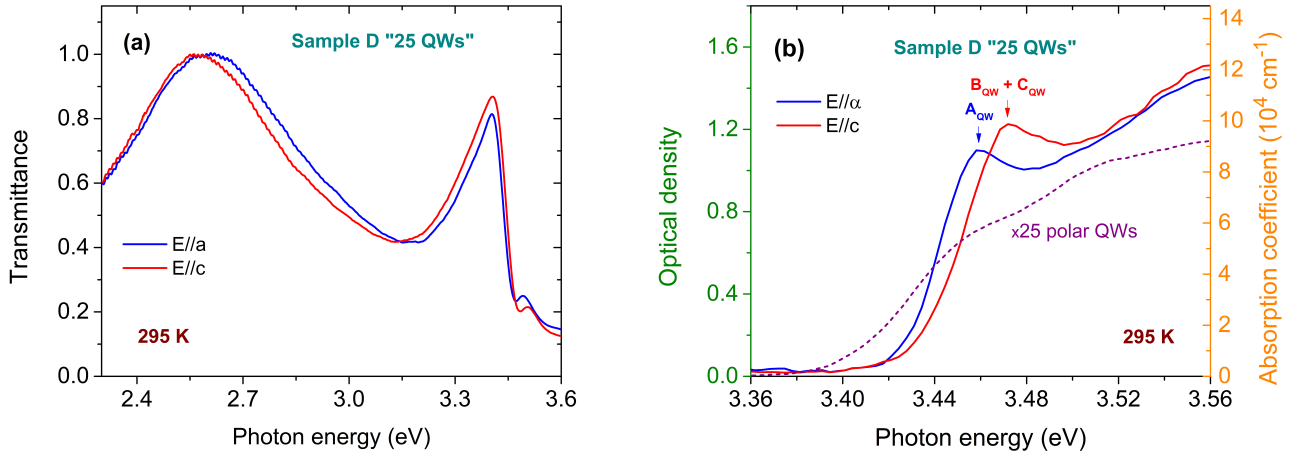 (a)
Sample D "25 QWs"
1.0
0.8
0.6
0.4
0.2
0.0
Transmittance
E//a
E//c
295 K
2.4 2.7 3.0 3.3 3.6
Photon energy (eV)
(b)
Sample D "25 QWs"
1.6
1.2
0.8
0.4
0.0
Optical density
E//α
E//c
A_QW
B_QW + C_QW
x25 polar QWs
295 K
3.36 3.40 3.44 3.48 3.52 3.56
Photon energy (eV)
14
12
10
8
6
4
2
0
Absorption coefficient (10⁴ cm⁻¹)